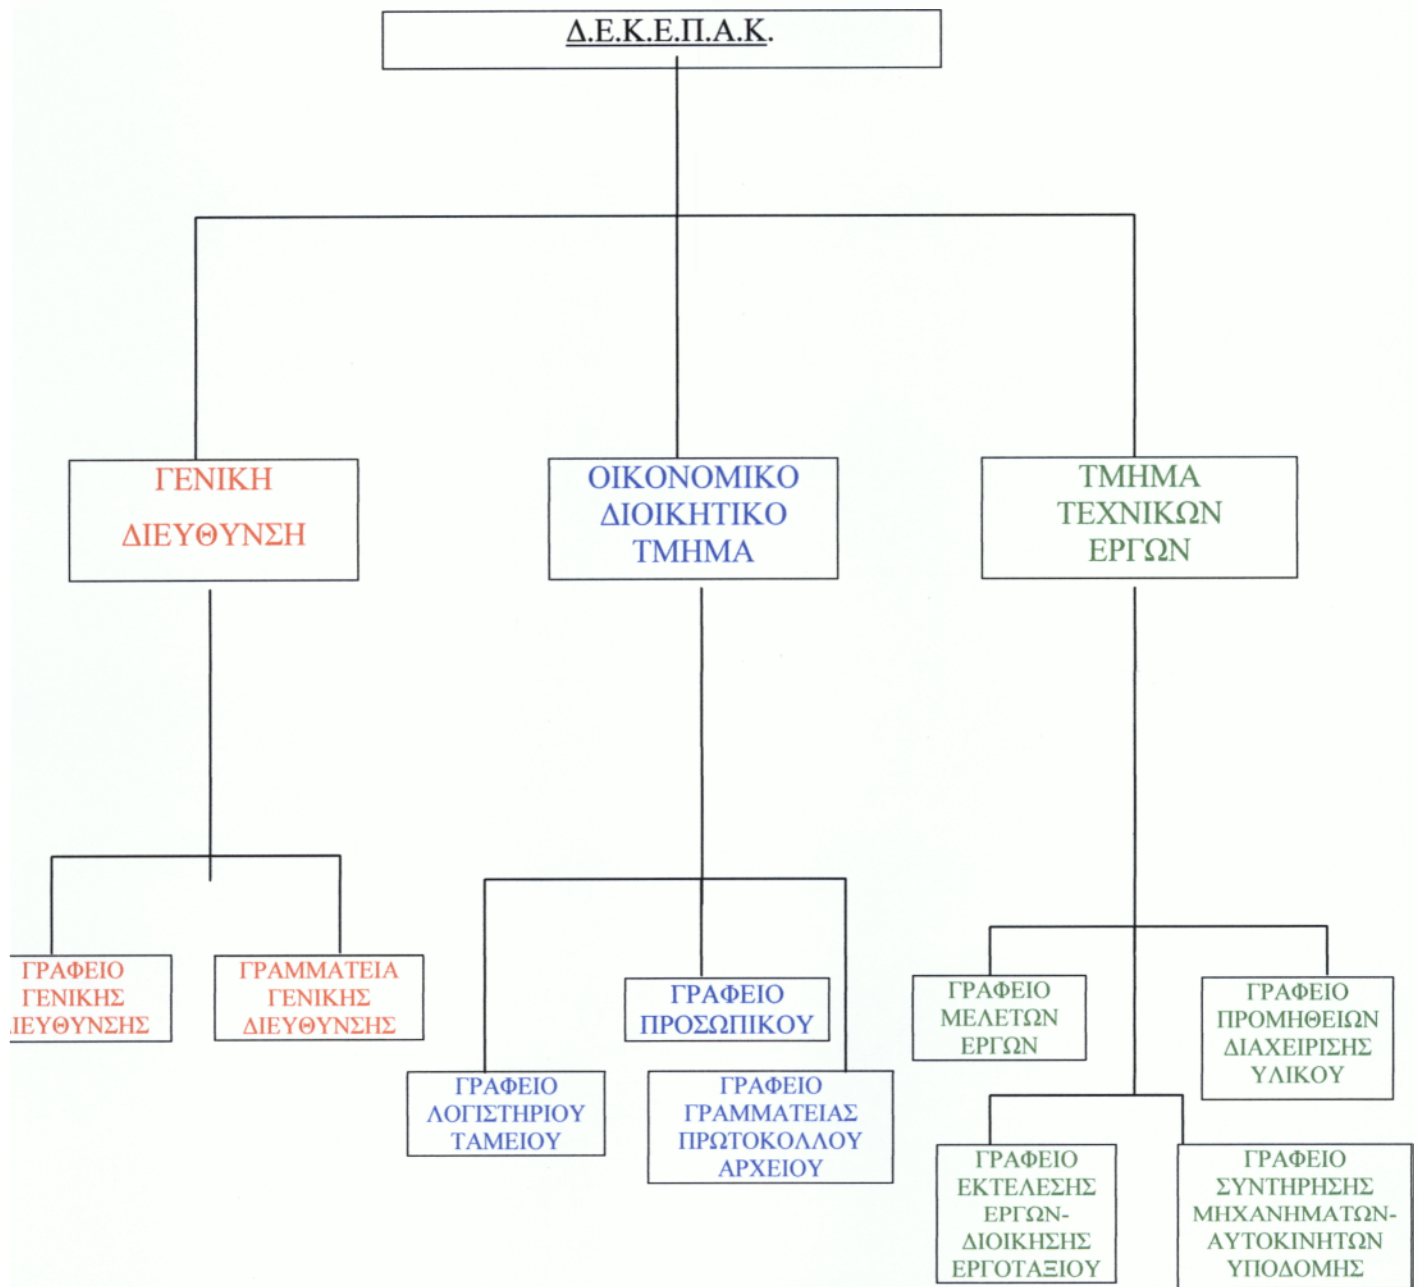 Δ.Ε.Κ.Ε.Π.Α.Κ.
ΓΕΝΙΚΗ
ΔΙΕΥΘΥΝΣΗ
ΟΙΚΟΝΟΜΙΚΟ
ΔΙΟΙΚΗΤΙΚΟ
ΤΜΗΜΑ
ΤΜΗΜΑ
ΤΕΧΝΙΚΩΝ
ΕΡΓΩΝ
ΓΡΑΦΕΙΟ
ΓΕΝΙΚΗΣ
ΙΕΥΘΥΝΣΗΣ
ΓΡΑΜΜΑΤΕΙΑ
ΓΕΝΙΚΗΣ
ΔΙΕΥΘΥΝΣΗΣ
ΓΡΑΦΕΙΟ
ΠΡΟΣΩΠΙΚΟΥ
ΓΡΑΦΕΙΟ
ΛΟΓΙΣΤΗΡΙΟΥ
ΤΑΜΕΙΟΥ
ΓΡΑΦΕΙΟ
ΓΡΑΜΜΑΤΕΙΑΣ
ΠΡΩΤΟΚΟΛΛΟΥ
ΑΡΧΕΙΟΥ
ΓΡΑΦΕΙΟ
ΜΕΛΕΤΩΝ
ΕΡΓΩΝ
ΓΡΑΦΕΙΟ
ΠΡΟΜΗΘΕΙΩΝ
ΔΙΑΧΕΙΡΙΣΗΣ
ΥΛΙΚΟΥ
ΓΡΑΦΕΙΟ
ΕΚΤΕΛΕΣΗΣ
ΕΡΓΩΝ-
ΔΙΟΙΚΗΣΗΣ
ΕΡΓΟΤΑΞΙΟΥ
ΓΡΑΦΕΙΟ
ΣΥΝΤΗΡΗΣΗΣ
ΜΗΧΑΝΗΜΑΤΩΝ-
ΑΥΤΟΚΙΝΗΤΩΝ
ΥΠΟΔΟΜΗΣ